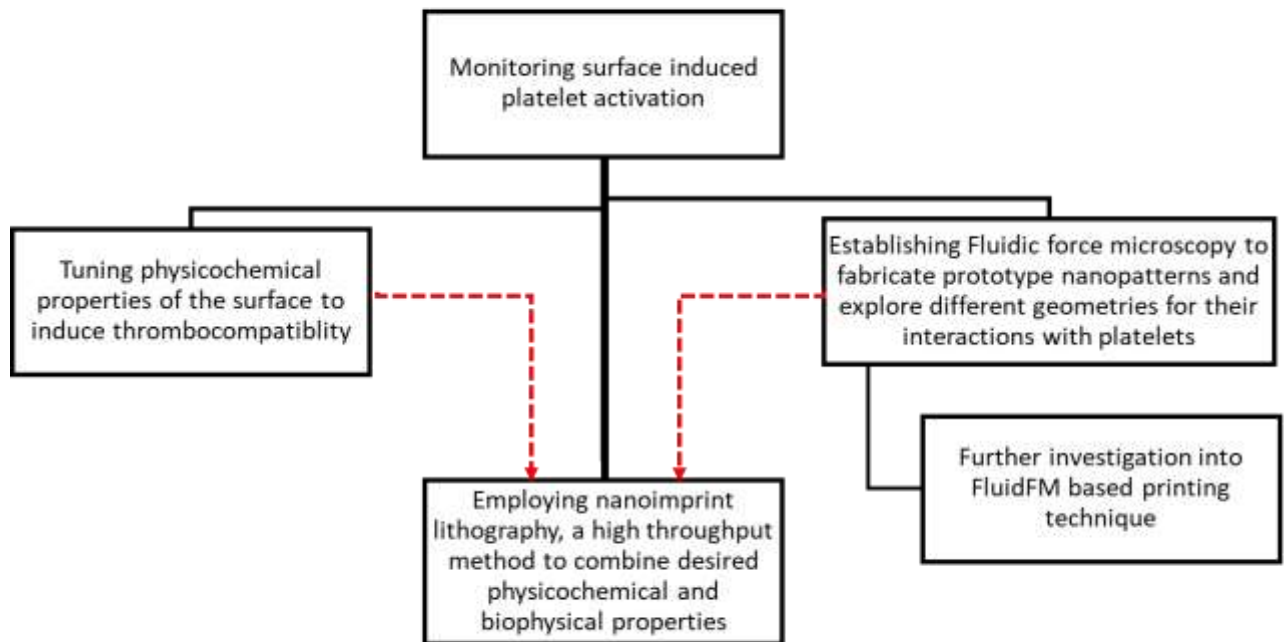 Monitoring surface induced
platelet activation
Tuning physicochemical
properties of the surface to
induce thrombocompatiblity
Establishing Fluidic force microscopy to
fabricate prototype nanopatterns and
explore different geometries for their
interactions with platelets
Further investigation into
FluidFM based printing
technique
Employing nanoimprint
lithography, a high throughput
method to combine desired
physicochemical and
biophysical properties